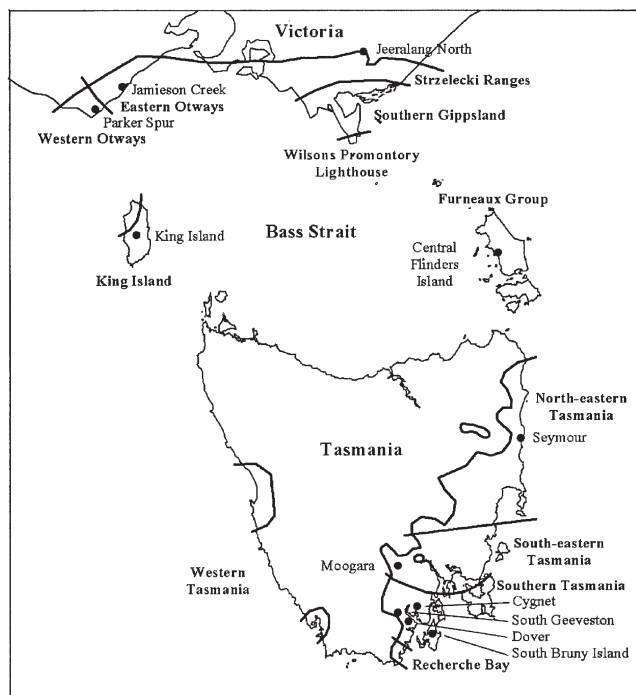 Victoria
Jeeralang North
Strzelecki Ranges
Jamieson Creek
Eastern Otways
Parker Spur
Western Otways
Southern Gippsland
Wilsons Promontory
Lighthouse
Furneaux Group
King Island
Bass Strait
Central
Flinders
Island
King Island
North-eastern
Tasmania
Seymour
Tasmania
South-eastern
Tasmania
Moogara
Western
Tasmania
Southern Tasmania
Cygnet
South Geeveston
Dover
South Bruny Island
Recherche Bay